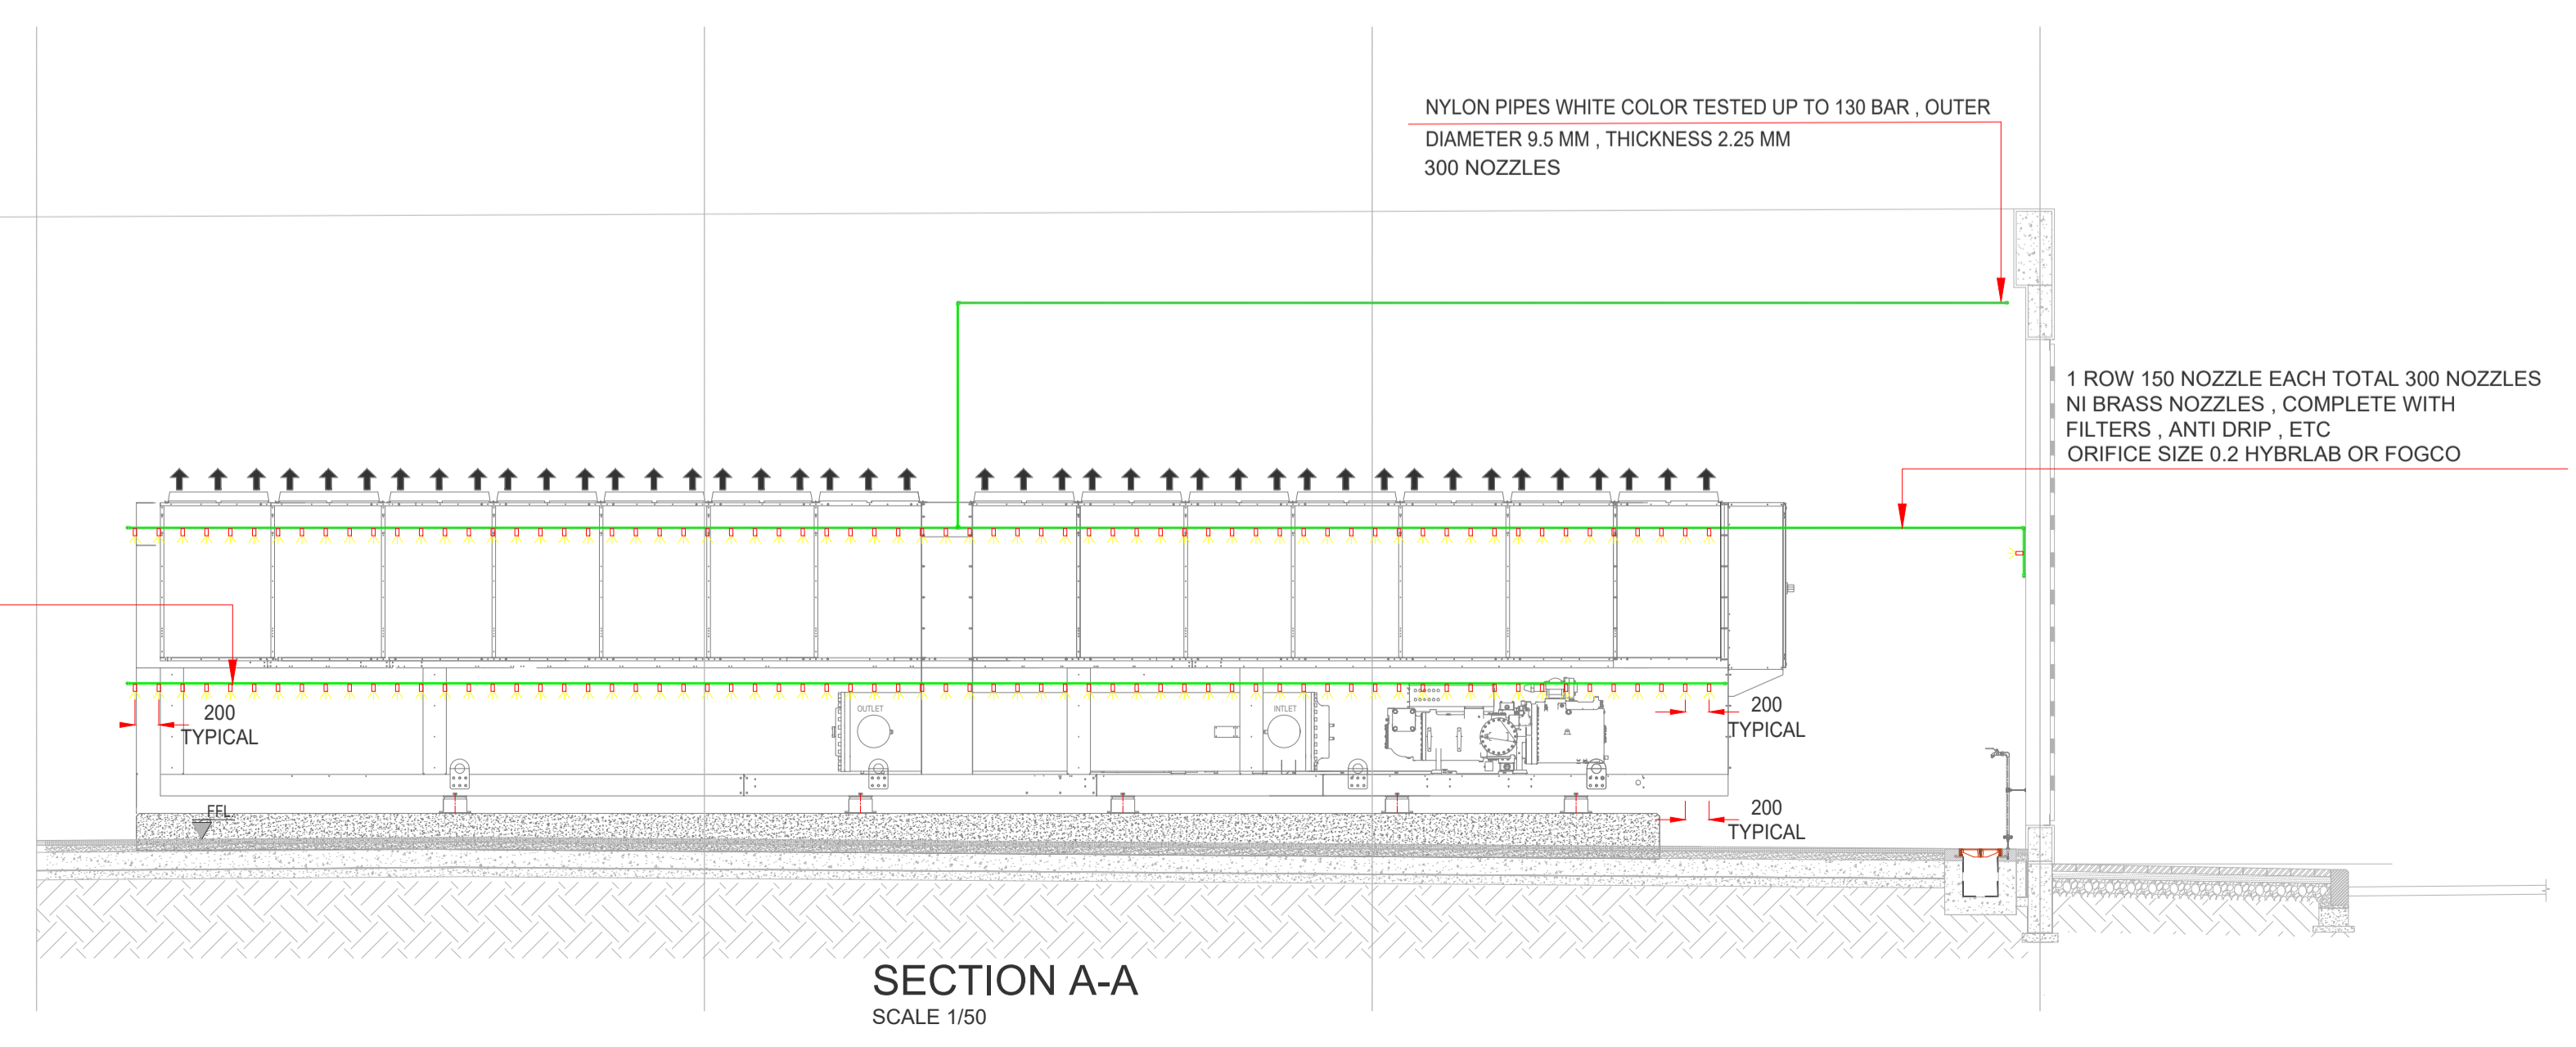 NYLON PIPES WHITE COLOR TESTED UP TO 130 BAR , OUTER
DIAMETER 9.5 MM , THICKNESS 2.25 MM
300 NOZZLES
1 ROW 150 NOZZLE EACH TOTAL 300 NOZZLES
NI BRASS NOZZLES , COMPLETE WITH
FILTERS , ANTI DRIP , ETC
ORIFICE SIZE 0.2 HYBRLAB OR FOGCO
200
TYPICAL
OUTLET
INTLET
200
TYPICAL
FFL
200
TYPICAL
SECTION A-A
SCALE 1/50